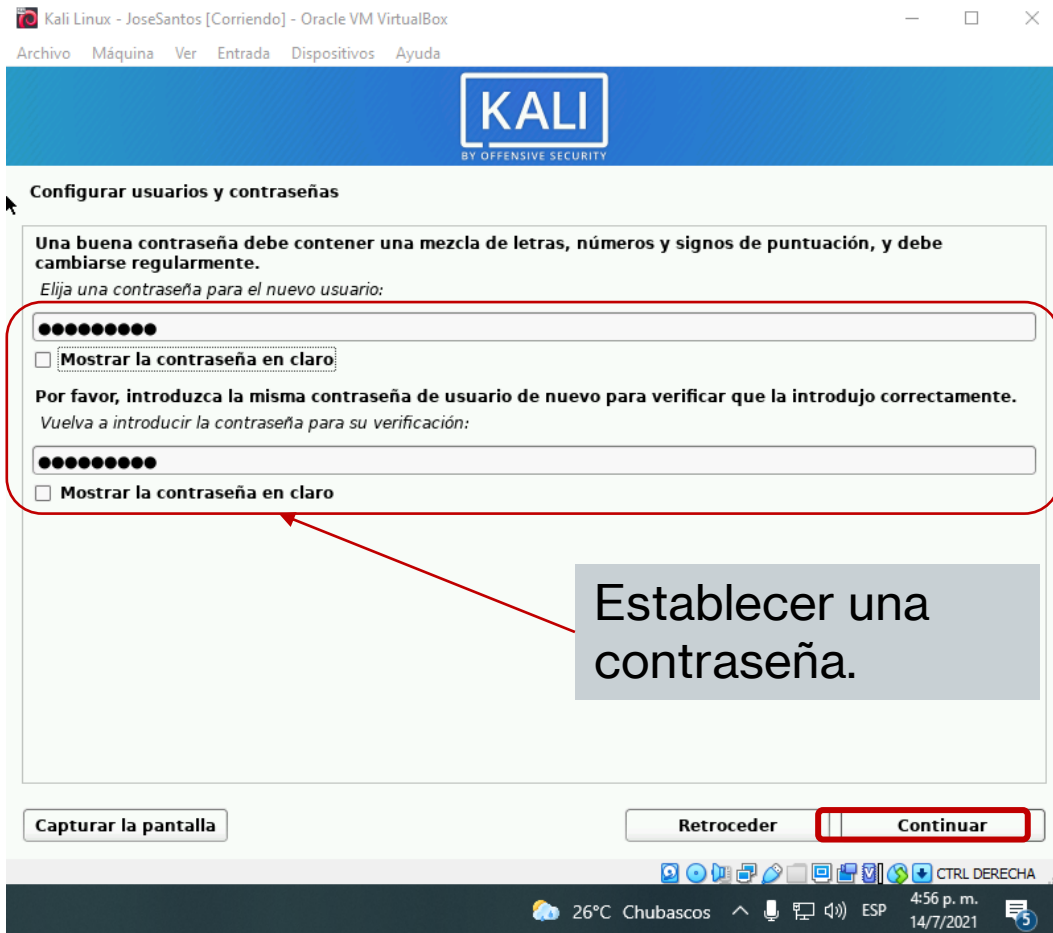 Kali Linux - JoseSantos [Corriendo] - Oracle VM VirtualBox
Archivo Máquina Ver Entrada Dispositivos Ayuda
KALI
BY OFFENSIVE SECURITY
Configurar usuarios y contraseñas
Una buena contraseña debe contener una mezcla de letras, números y signos de puntuación, y debe
cambiarse regularmente.
Elija una contraseña para el nuevo usuario:
●●●●●●●●●
Mostrar la contraseña en claro
Por favor, introduzca la misma contraseña de usuario de nuevo para verificar que la introdujo correctamente.
Vuelva a introducir la contraseña para su verificación:
●●●●●●●●●
Mostrar la contraseña en claro
Establecer una
contraseña.
Capturar la pantalla
Retroceder
Continuar
CTRL DERECHA
26°C Chubascos
ESP
4:56 p. m.
14/7/2021
5